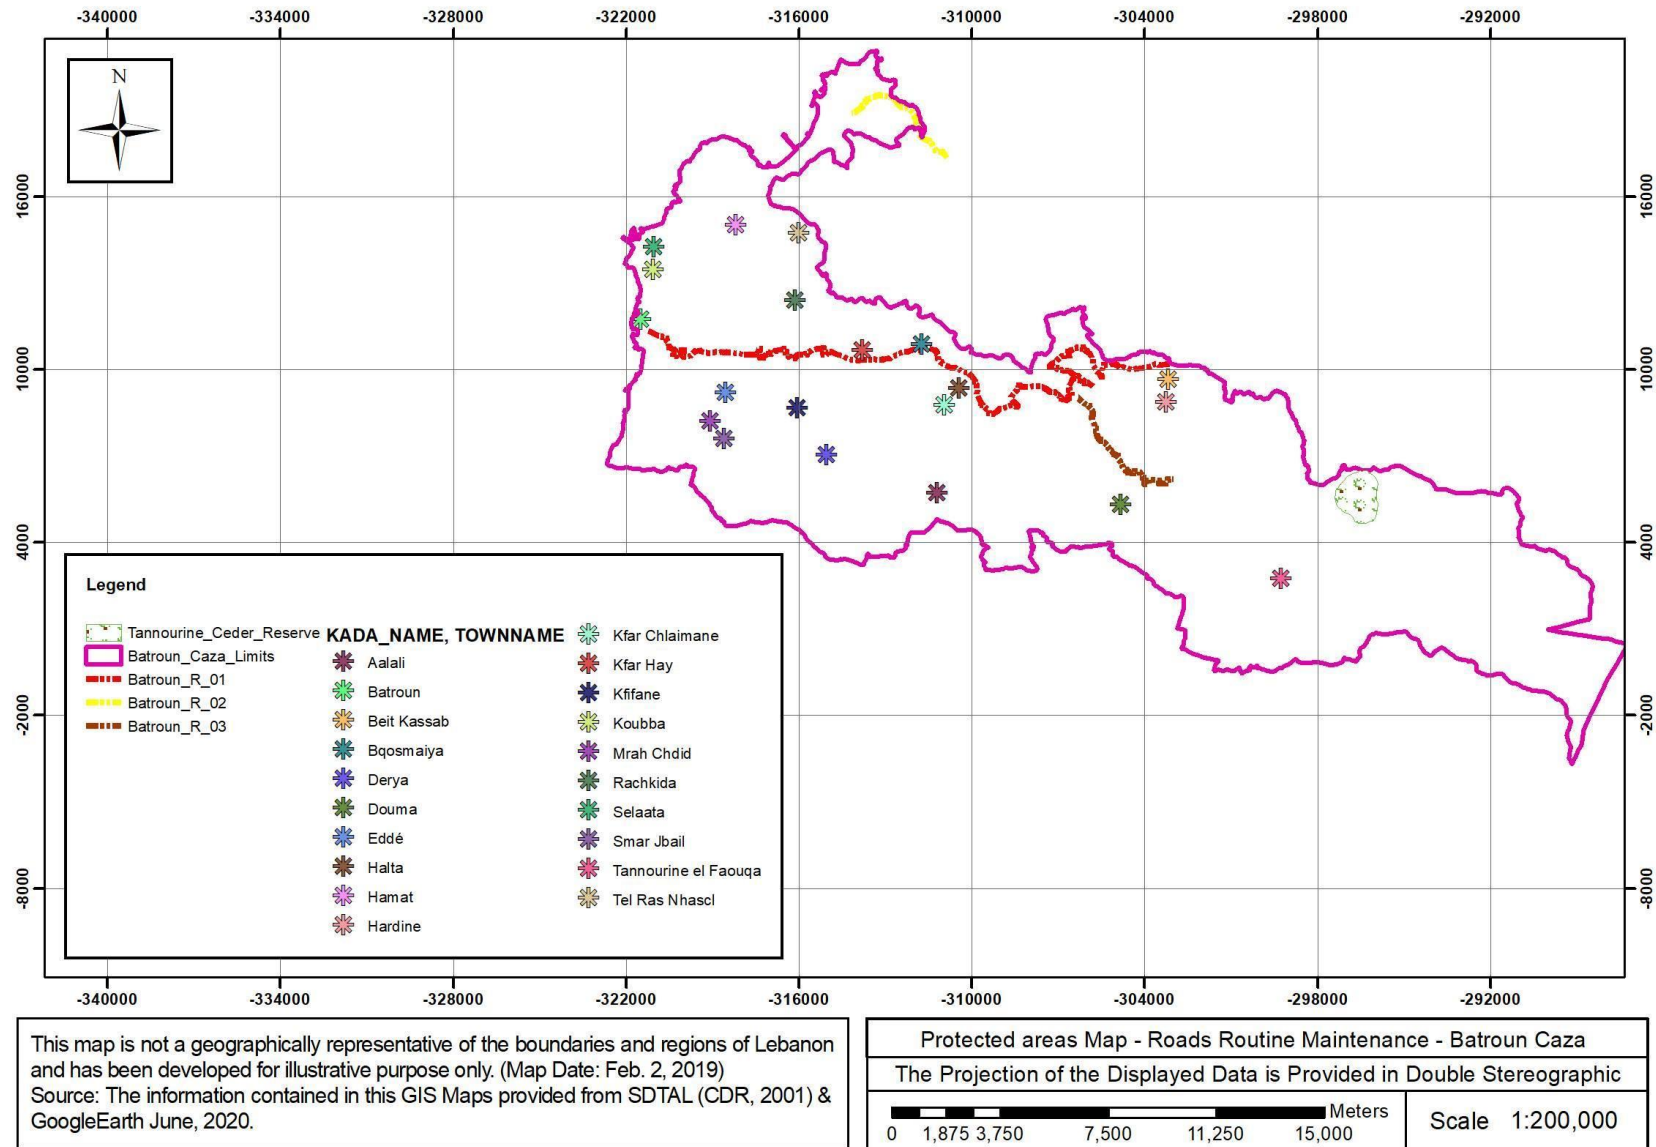 -340000 -334000 -328000 -322000 -316000 -310000 -304000 -298000 -292000
N
16000 16000
10000 10000
4000 4000
-2000 -2000
-8000 -8000
Legend
Tannourine_Ceder_Reserve
Batroun_Caza_Limits
Batroun_R_01
Batroun_R_02
Batroun_R_03
KADA_NAME, TOWNNAME
Aalali
Batroun
Beit Kassab
Bqosmaiya
Derya
Douma
Eddé
Halta
Hamat
Hardine
Kfar Chlaimane
Kfar Hay
Kfifane
Koubba
Mrah Chdid
Rachkida
Selaata
Smar Jbail
Tannourine el Faouqa
Tel Ras Nhascl
-340000 -334000 -328000 -322000 -316000 -310000 -304000 -298000 -292000
This map is not a geographically representative of the boundaries and regions of Lebanon
and has been developed for illustrative purpose only. (Map Date: Feb. 2, 2019)
Source: The information contained in this GIS Maps provided from SDTAL (CDR, 2001) &
GoogleEarth June, 2020.
Protected areas Map - Roads Routine Maintenance - Batroun Caza
The Projection of the Displayed Data is Provided in Double Stereographic
Meters
0 1,875 3,750 7,500 11,250 15,000
Scale 1:200,000